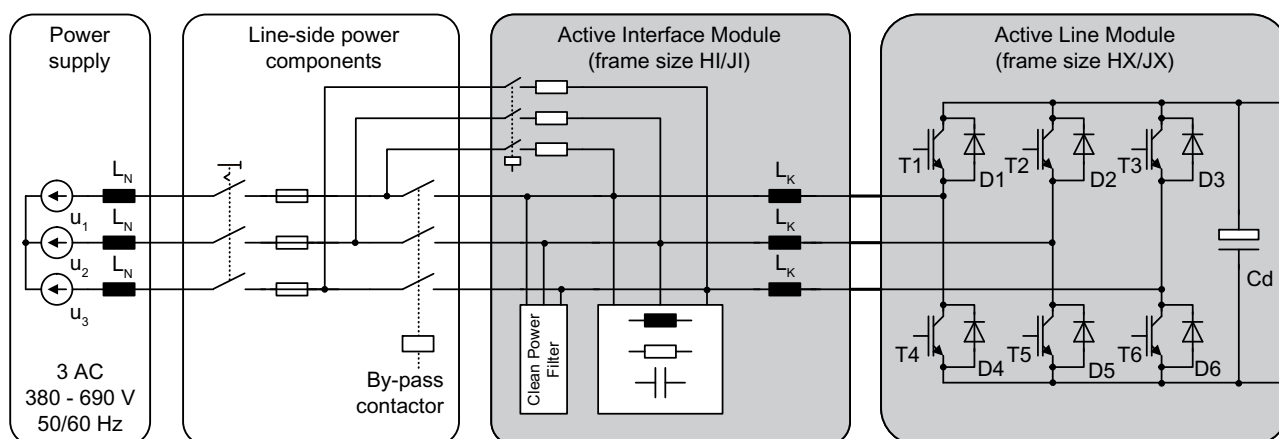 Power
supply
Line-side power
components
Active Interface Module
(frame size HI/JI)
Active Line Module
(frame size HX/JX)
L_N
u_1
L_N
u_2
L_N
u_3
3 AC
380 - 690 V
50/60 Hz
By-pass
contactor
Clean Power
Filter
L_K
L_K
L_K
T1
D1
T2
D2
T3
D3
T4
D4
T5
D5
T6
D6
Cd